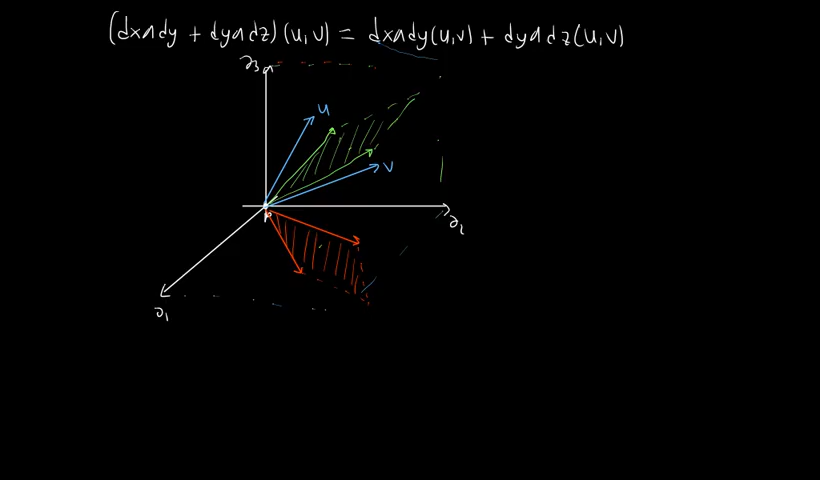 (dx∧dy + dy∧dz)(u,v) = dx∧dy(u,v) + dy∧dz(u,v)
∂3
u
v
p
∂2
∂1